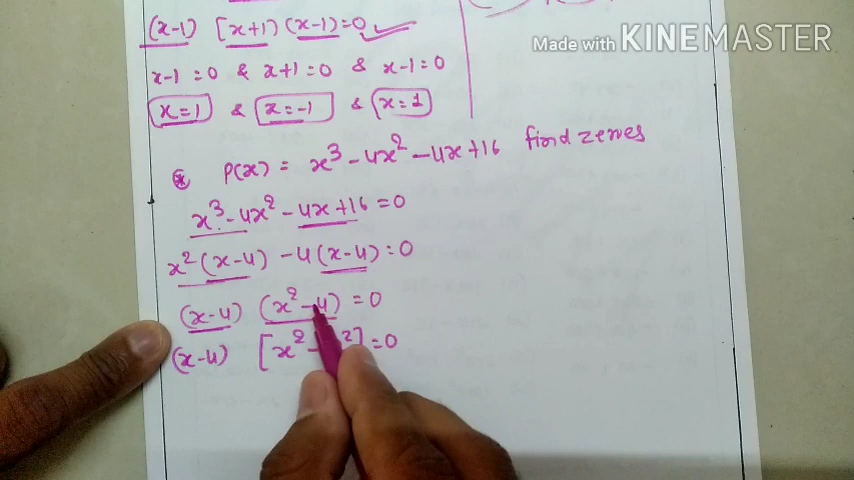 (x-1) [x+1) (x-1)=0
Made with KINEMASTER
x-1=0 & x+1=0 & x-1=0
x=1 & x=-1 & x=1
P(x) = x³-4x²-4x+16 find zeroes
x³-4x²-4x+16=0
x²(x-4) -4(x-4)=0
(x-4) (x²-4) =0
(x-4) [x²- ²]=0